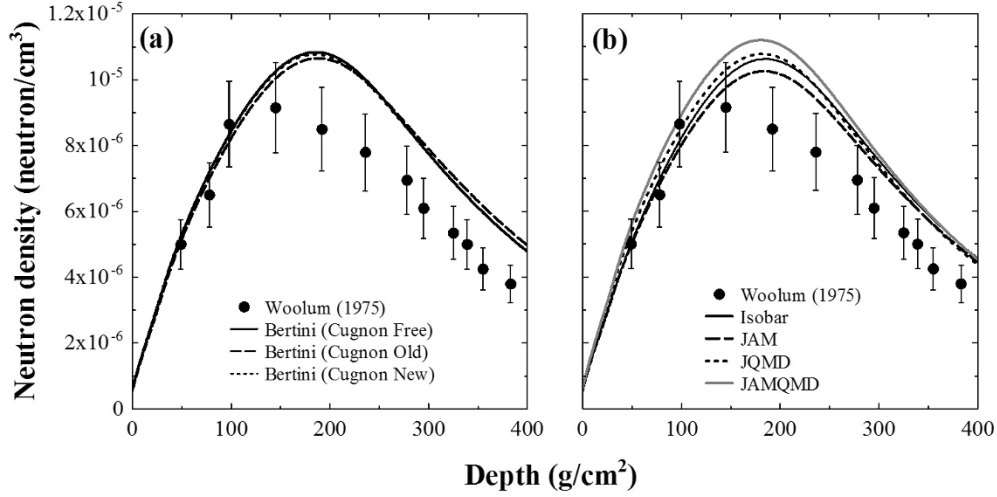 Neutron density (neutron/cm³)
1.2x10⁻⁵
10⁻⁵
8x10⁻⁶
6x10⁻⁶
4x10⁻⁶
2x10⁻⁶
0
(a)
Woolum (1975)
Bertini (Cugnon Free)
Bertini (Cugnon Old)
Bertini (Cugnon New)
0 100 200 300 400
(b)
Woolum (1975)
Isobar
JAM
JQMD
JAMQMD
0 100 200 300 400
Depth (g/cm²)